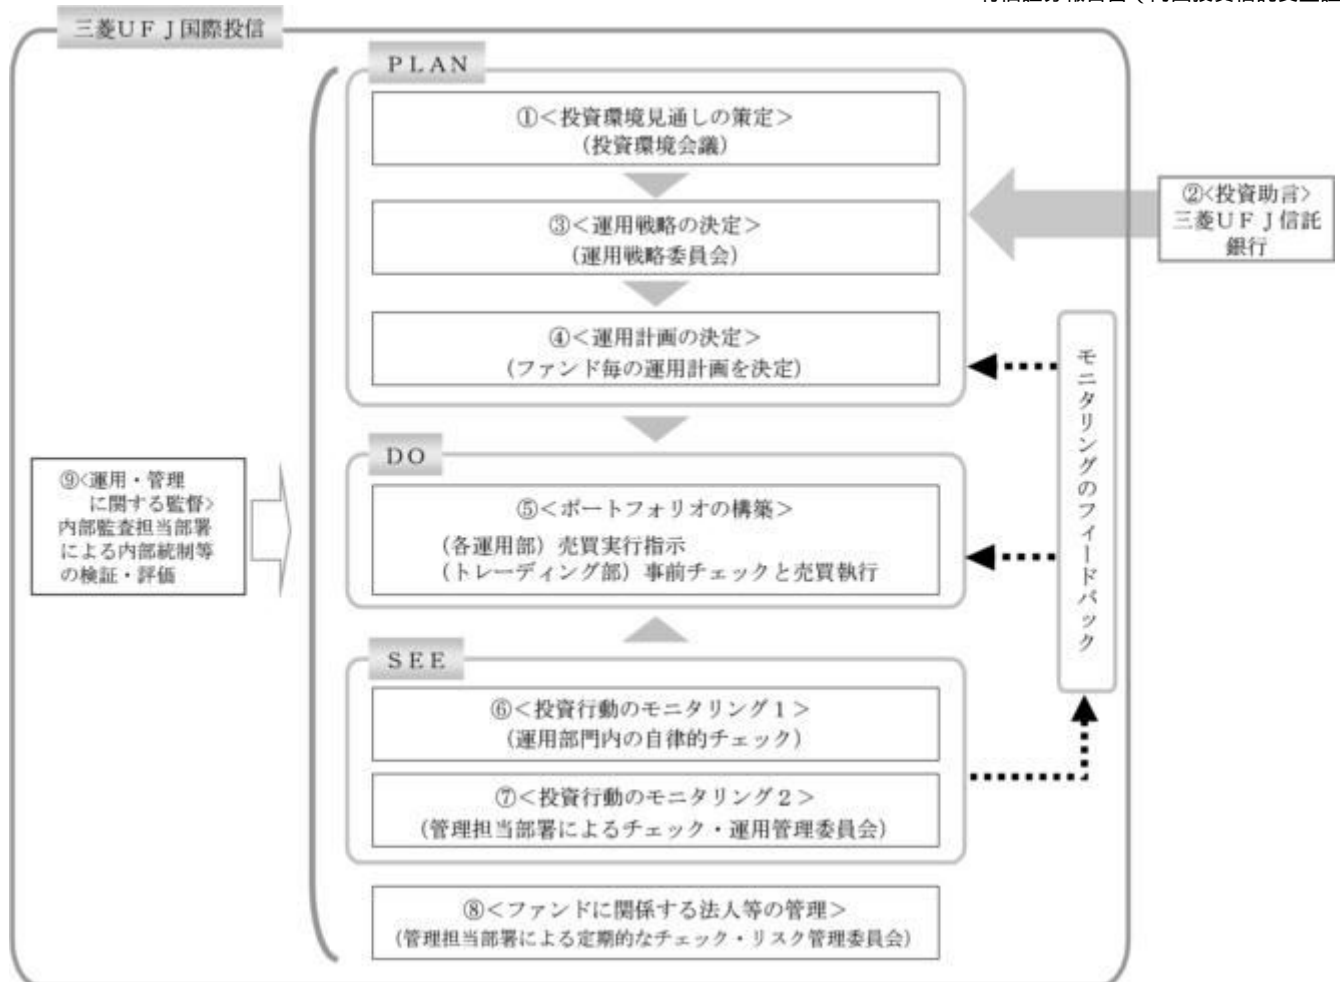 三菱UFJ国際投信
PLAN
①<投資環境見通しの策定>
(投資環境会議)
②<投資助言>
三菱UFJ信託
銀行
③<運用戦略の決定>
(運用戦略委員会)
④<運用計画の決定>
(ファンド毎の運用計画を決定)
モニタリングのフィードバック
DO
⑤<ポートフォリオの構築>
(各運用部)売買実行指示
(トレーディング部)事前チェックと売買執行
⑨<運用・管理
に関する監督>
内部監査担当部署
による内部統制等
の検証・評価
SEE
⑥<投資行動のモニタリング1>
(運用部門内の自律的チェック)
⑦<投資行動のモニタリング2>
(管理担当部署によるチェック・運用管理委員会)
⑧<ファンドに関係する法人等の管理>
(管理担当部署による定期的なチェック・リスク管理委員会)